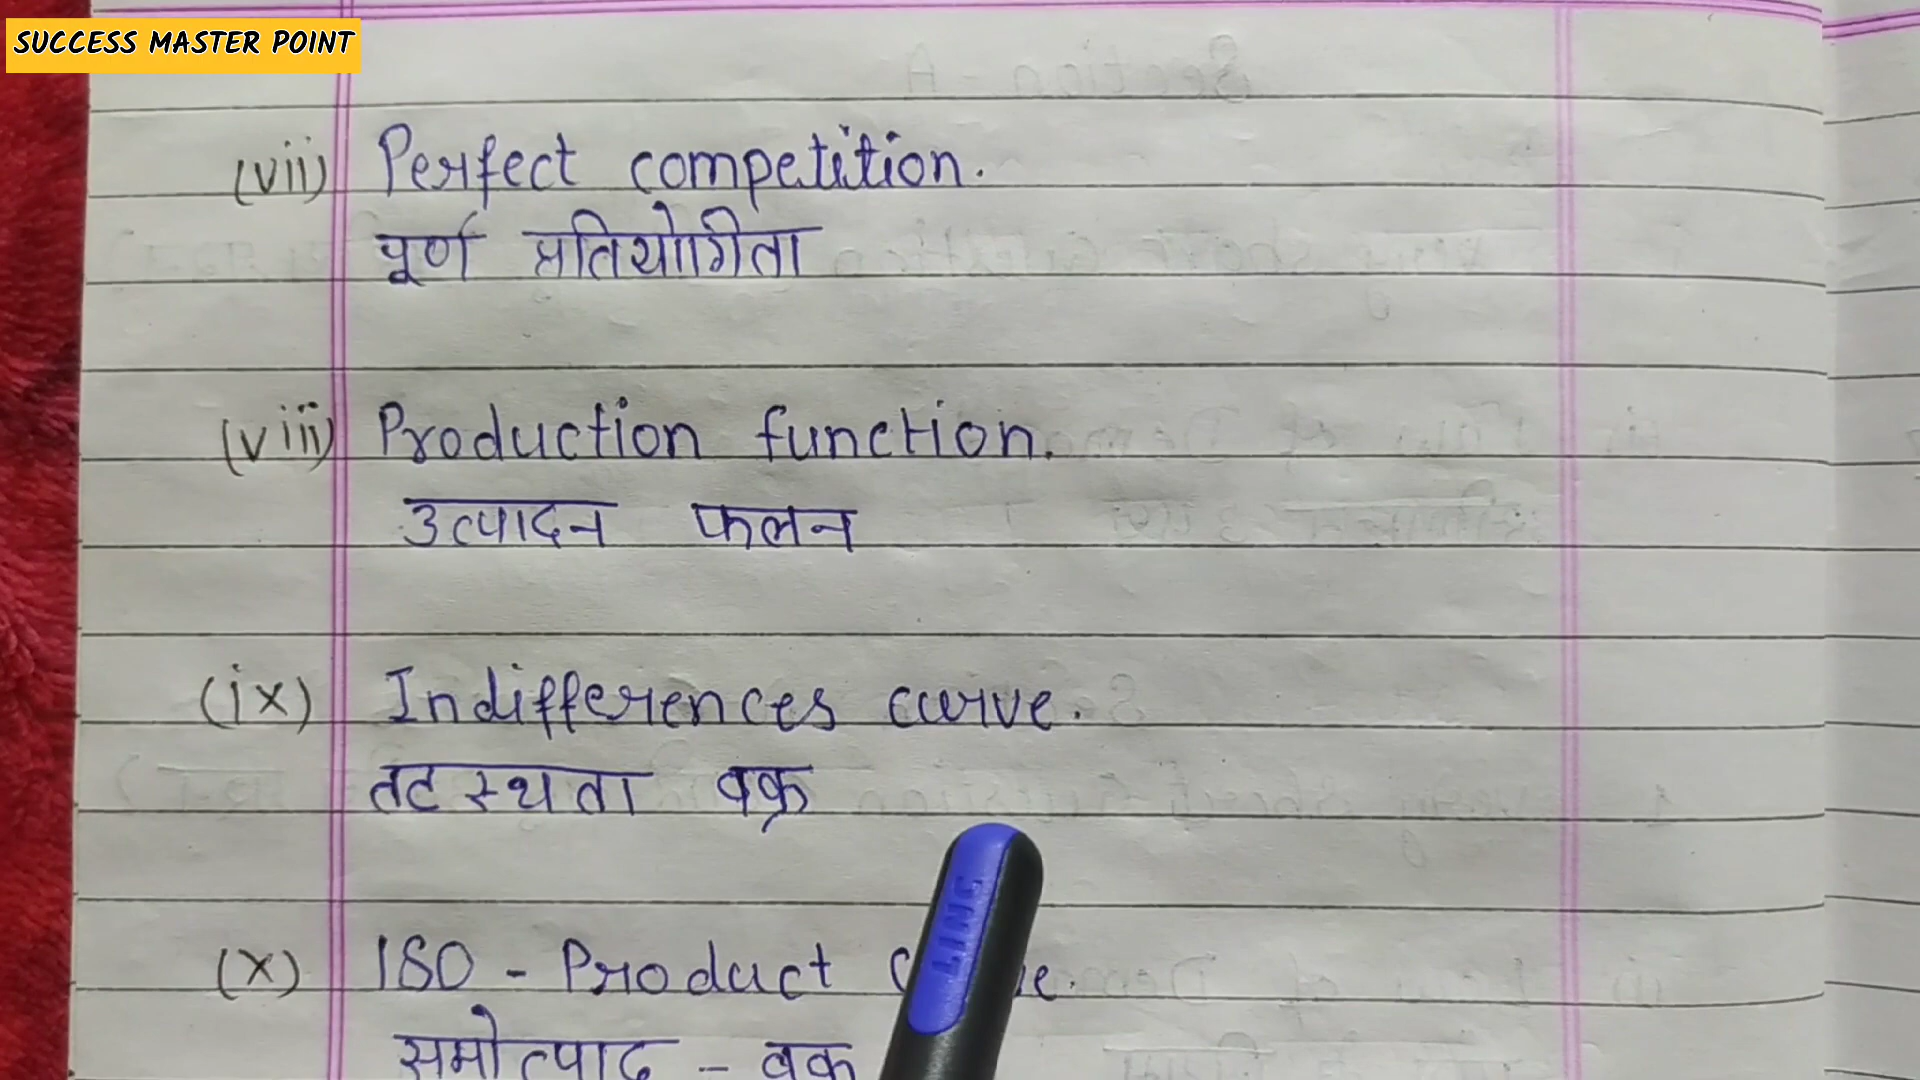 SUCCESS MASTER POINT
(vii) Perfect competition.
पूर्ण प्रतियोगिता
(viii) Production function.
उत्पादन फलन
(ix) Indifferences curve.
तटस्थता वक्र
(x) ISO - Product
समोत्पाद - वक्र